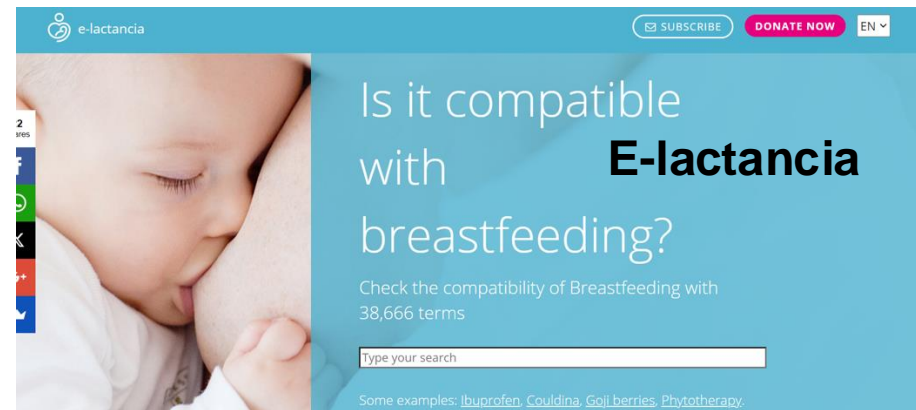 e-lactancia
SUBSCRIBE
DONATE NOW
EN
Is it compatible
with
breastfeeding?
E-lactancia
Check the compatibility of Breastfeeding with
38,666 terms
Type your search
Some examples: Ibuprofen, Couldina, Goji berries, Phytotherapy.